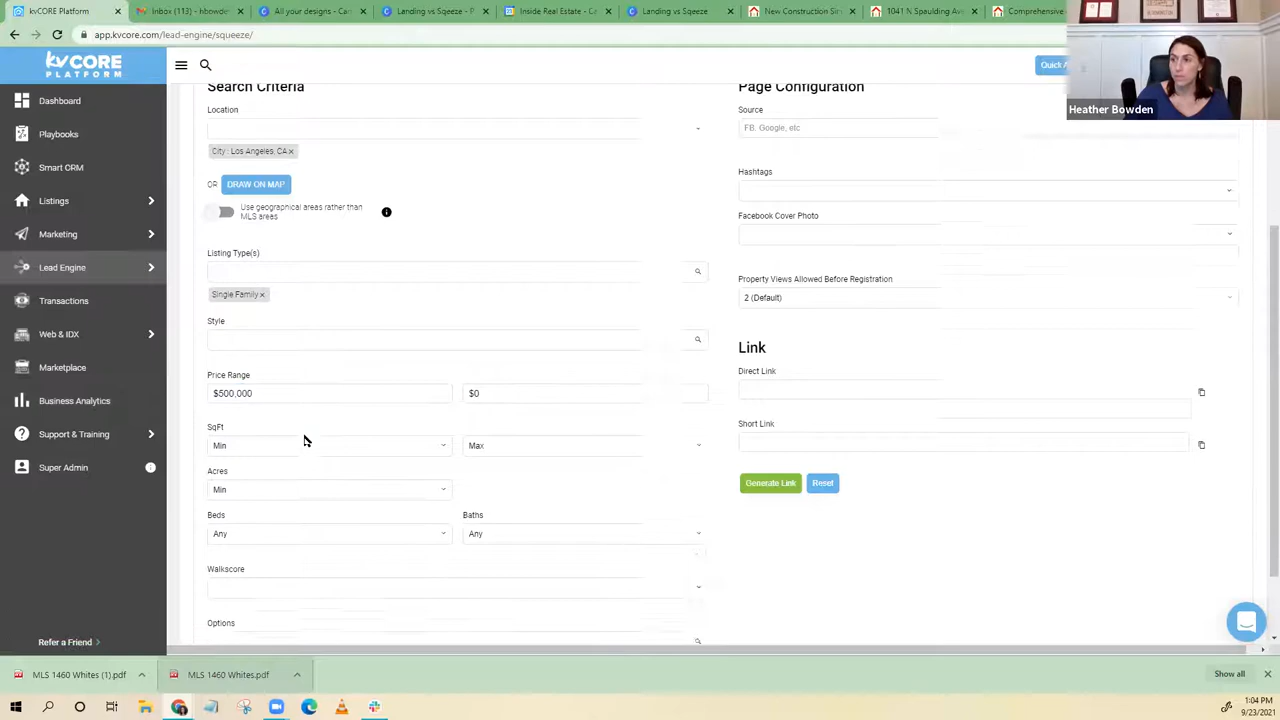 kvCORE Platform
Inbox (113) - hbowde
All your designs - Can
Landing vs Sqeeze - P
Inside Real Estate - Ca
Landing vs Sqeeze
New Construction Sin
1041 N Spaulding Ave
Comprehensive
app.kvcore.com/lead-engine/squeeze/
kvCORE
PLATFORM
Quick A
Heather Bowden
Dashboard
Playbooks
Smart CRM
Listings
Marketing
Lead Engine
Transactions
Web & IDX
Marketplace
Business Analytics
Support & Training
Super Admin
Refer a Friend >
Search Criteria
Location
City : Los Angeles, CA ×
OR DRAW ON MAP
Use geographical areas rather than
MLS areas
Listing Type(s)
Single Family ×
Style
Price Range
$500,000 $0
SqFt
Min Max
Acres
Min
Beds Baths
Any Any
Walkscore
Options
Page Configuration
Source
FB, Google, etc
Hashtags
Facebook Cover Photo
Property Views Allowed Before Registration
2 (Default)
Link
Direct Link
Short Link
Generate Link Reset
MLS 1460 Whites (1).pdf
MLS 1460 Whites.pdf
Show all
1:04 PM
9/23/2021